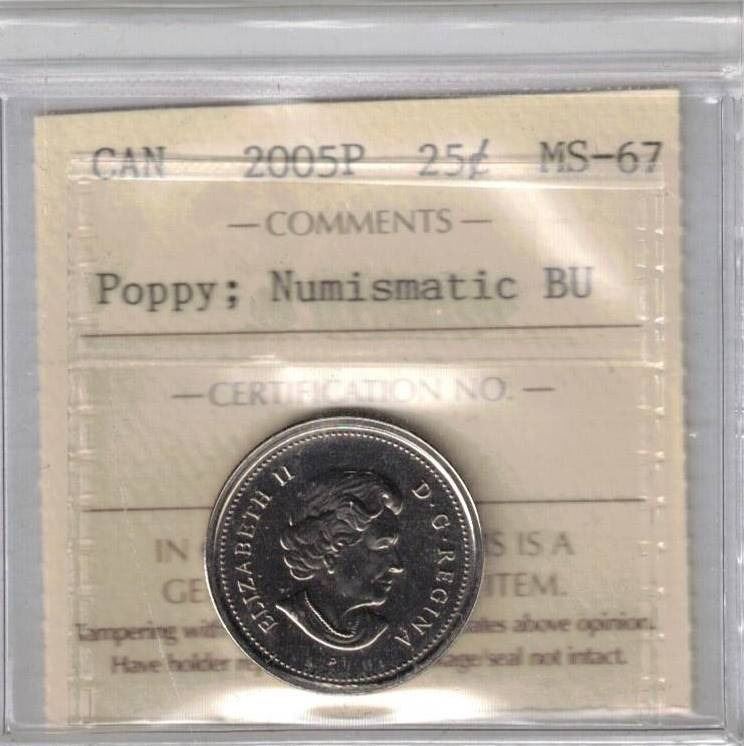 CAN 2005P 25¢ MS-67
— COMMENTS —
Poppy; Numismatic BU
— CERTIFICATION NO. —
ELIZABETH II D·G·REGINA
P
IN S IS A
GE ITEM.
Tampering with ates above opinion.
Have holder seal not intact.